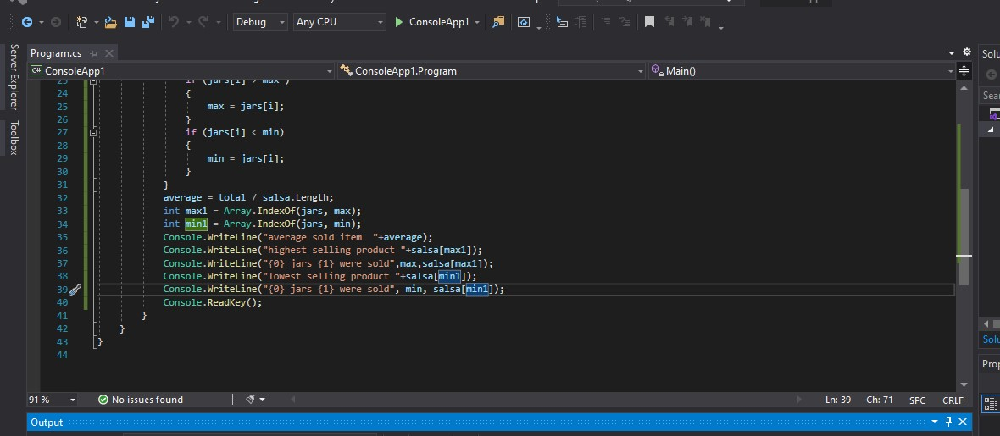 Debug
Any CPU
ConsoleApp1
Server Explorer
Toolbox
Program.cs
Solu
C# ConsoleApp1
ConsoleApp1.Program
Main()
Sear
23 if (jars[i] > max )
24 {
25 max = jars[i];
26 }
27 if (jars[i] < min)
28 {
29 min = jars[i];
30 }
31 }
32 average = total / salsa.Length;
33 int max1 = Array.IndexOf(jars, max);
34 int min1 = Array.IndexOf(jars, min);
35 Console.WriteLine("average sold item  "+average);
36 Console.WriteLine("highest selling product "+salsa[max1]);
37 Console.WriteLine("{0} jars {1} were sold",max,salsa[max1]);
38 Console.WriteLine("lowest selling product "+salsa[min1]);
39 Console.WriteLine("{0} jars {1} were sold", min, salsa[min1]);
40 Console.ReadKey();
41 }
42 }
43 }
44
Solu
Prop
91 %
No issues found
Ln: 39
Ch: 71
SPC
CRLF
Output